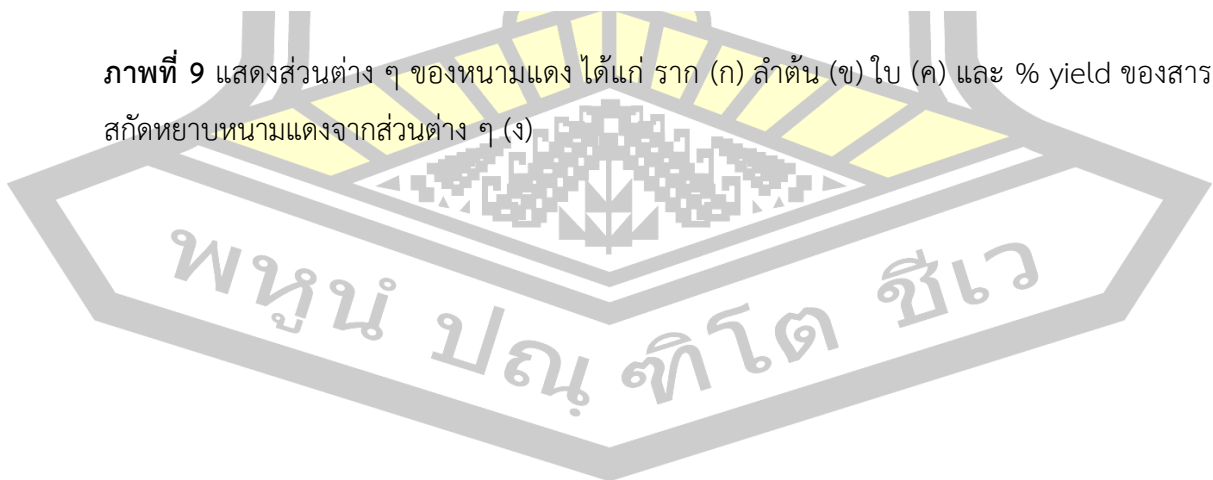 ภาพที่ 9 แสดงส่วนต่าง ๆ ของหนามแดง ได้แก่ ราก (ก) ลำต้น (ข) ใบ (ค) และ % yield ของสาร
สกัดหยาบหนามแดงจากส่วนต่าง ๆ (ง)
พหูนํ ปณฺฑิโต ชีเว